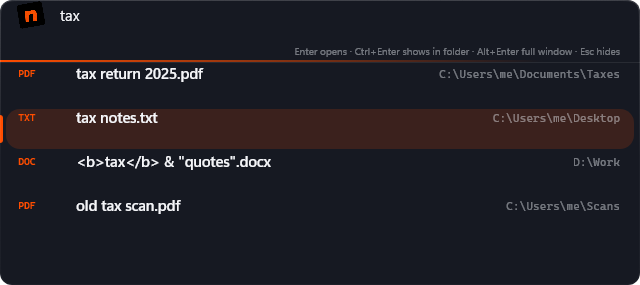 n tax
Enter opens · Ctrl+Enter shows in folder · Alt+Enter full window · Esc hides
PDF tax return 2025.pdf C:\Users\me\Documents\Taxes
TXT tax notes.txt C:\Users\me\Desktop
DOC <b>tax</b> & "quotes".docx D:\Work
PDF old tax scan.pdf C:\Users\me\Scans